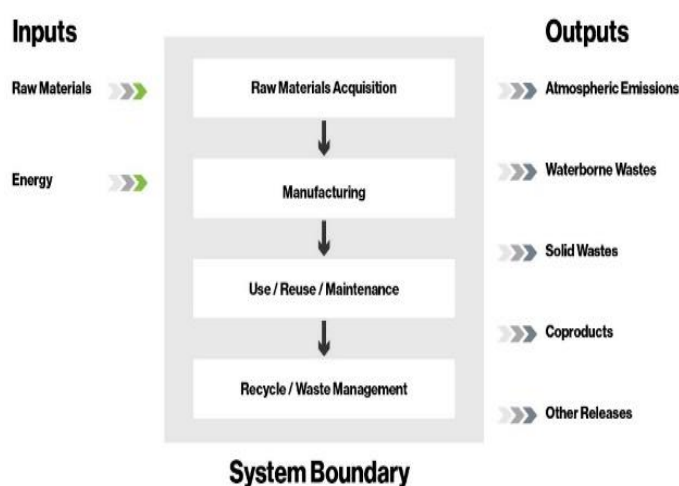 Inputs
Outputs
Raw Materials
Raw Materials Acquisition
Atmospheric Emissions
Energy
Manufacturing
Waterborne Wastes
Use / Reuse / Maintenance
Solid Wastes
Recycle / Waste Management
Coproducts
Other Releases
System Boundary